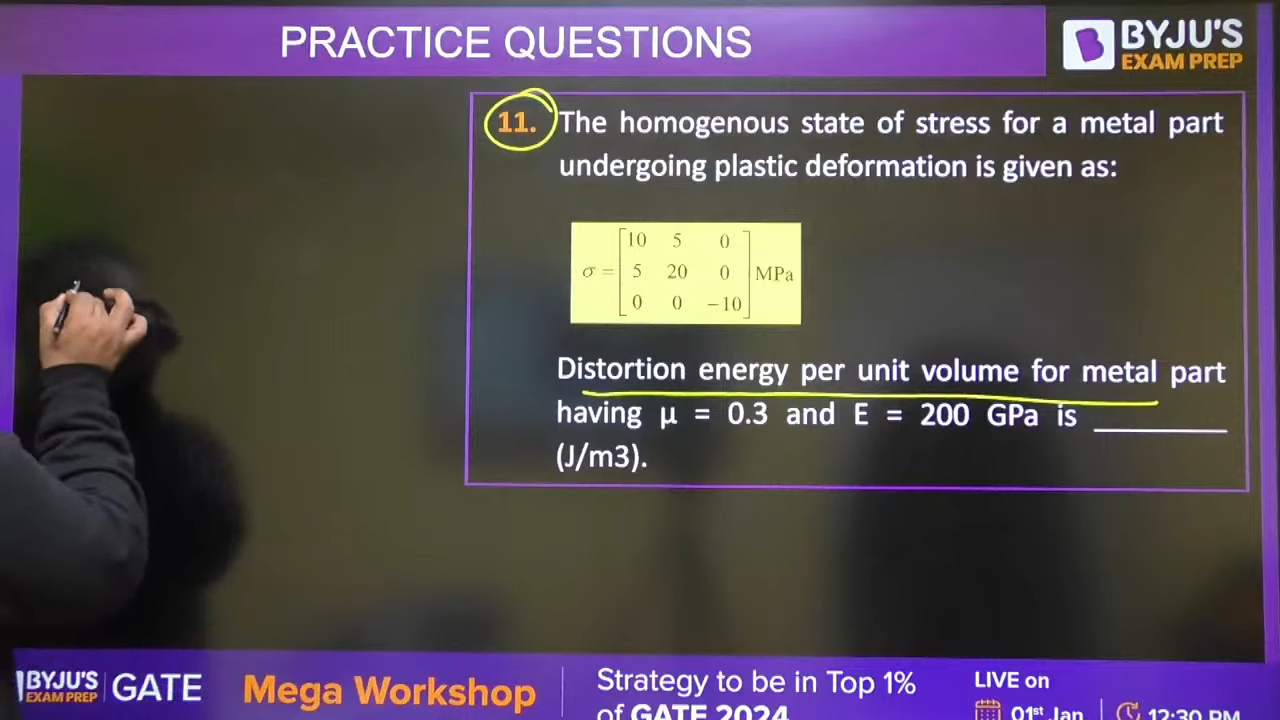 PRACTICE QUESTIONS
BYJU'S
EXAM PREP
11. The homogenous state of stress for a metal part
undergoing plastic deformation is given as:
10 5 0
σ = 5 20 0 MPa
0 0 −10
Distortion energy per unit volume for metal part
having μ = 0.3 and E = 200 GPa is ________
(J/m3).
BYJU'S
EXAM PREP
GATE
Mega Workshop
Strategy to be in Top 1%
of GATE 2024
LIVE on
01st Jan
12:30 PM